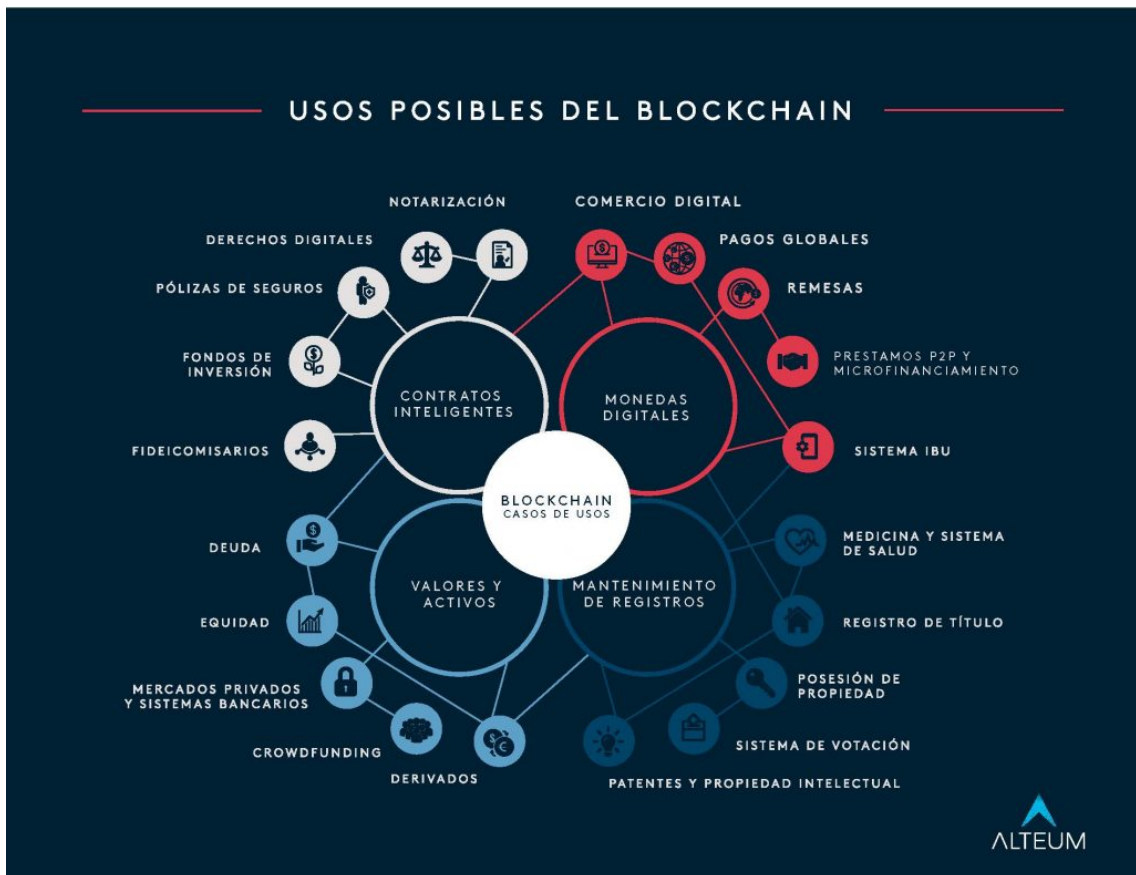 USOS POSIBLES DEL BLOCKCHAIN
NOTARIZACIÓN
DERECHOS DIGITALES
PÓLIZAS DE SEGUROS
FONDOS DE
INVERSIÓN
FIDEICOMISARIOS
COMERCIO DIGITAL
PAGOS GLOBALES
REMESAS
PRESTAMOS P2P Y
MICROFINANCIAMIENTO
SISTEMA IBU
CONTRATOS
INTELIGENTES
MONEDAS
DIGITALES
BLOCKCHAIN
CASOS DE USOS
VALORES Y
ACTIVOS
MANTENIMIENTO
DE REGISTROS
DEUDA
EQUIDAD
MERCADOS PRIVADOS
Y SISTEMAS BANCARIOS
CROWDFUNDING
DERIVADOS
MEDICINA Y SISTEMA
DE SALUD
REGISTRO DE TÍTULO
POSESIÓN DE
PROPIEDAD
SISTEMA DE VOTACIÓN
PATENTES Y PROPIEDAD INTELECTUAL
ALTEUM